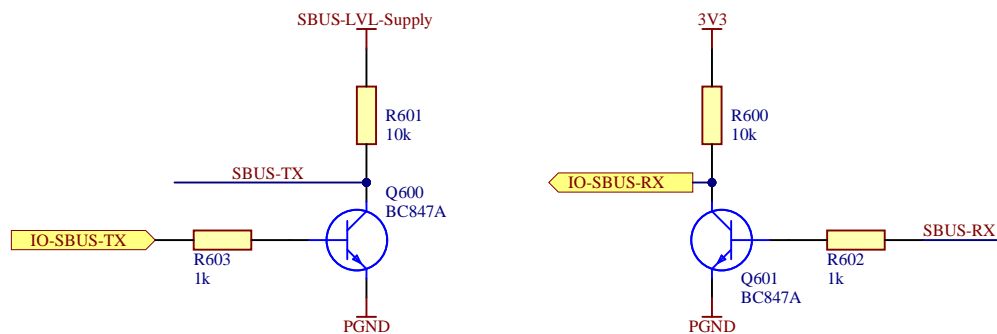 SBUS-LVL-Supply
R601
10k
SBUS-TX
Q600
BC847A
IO-SBUS-TX
R603
1k
PGND
3V3
R600
10k
IO-SBUS-RX
SBUS-RX
R602
1k
Q601
BC847A
PGND